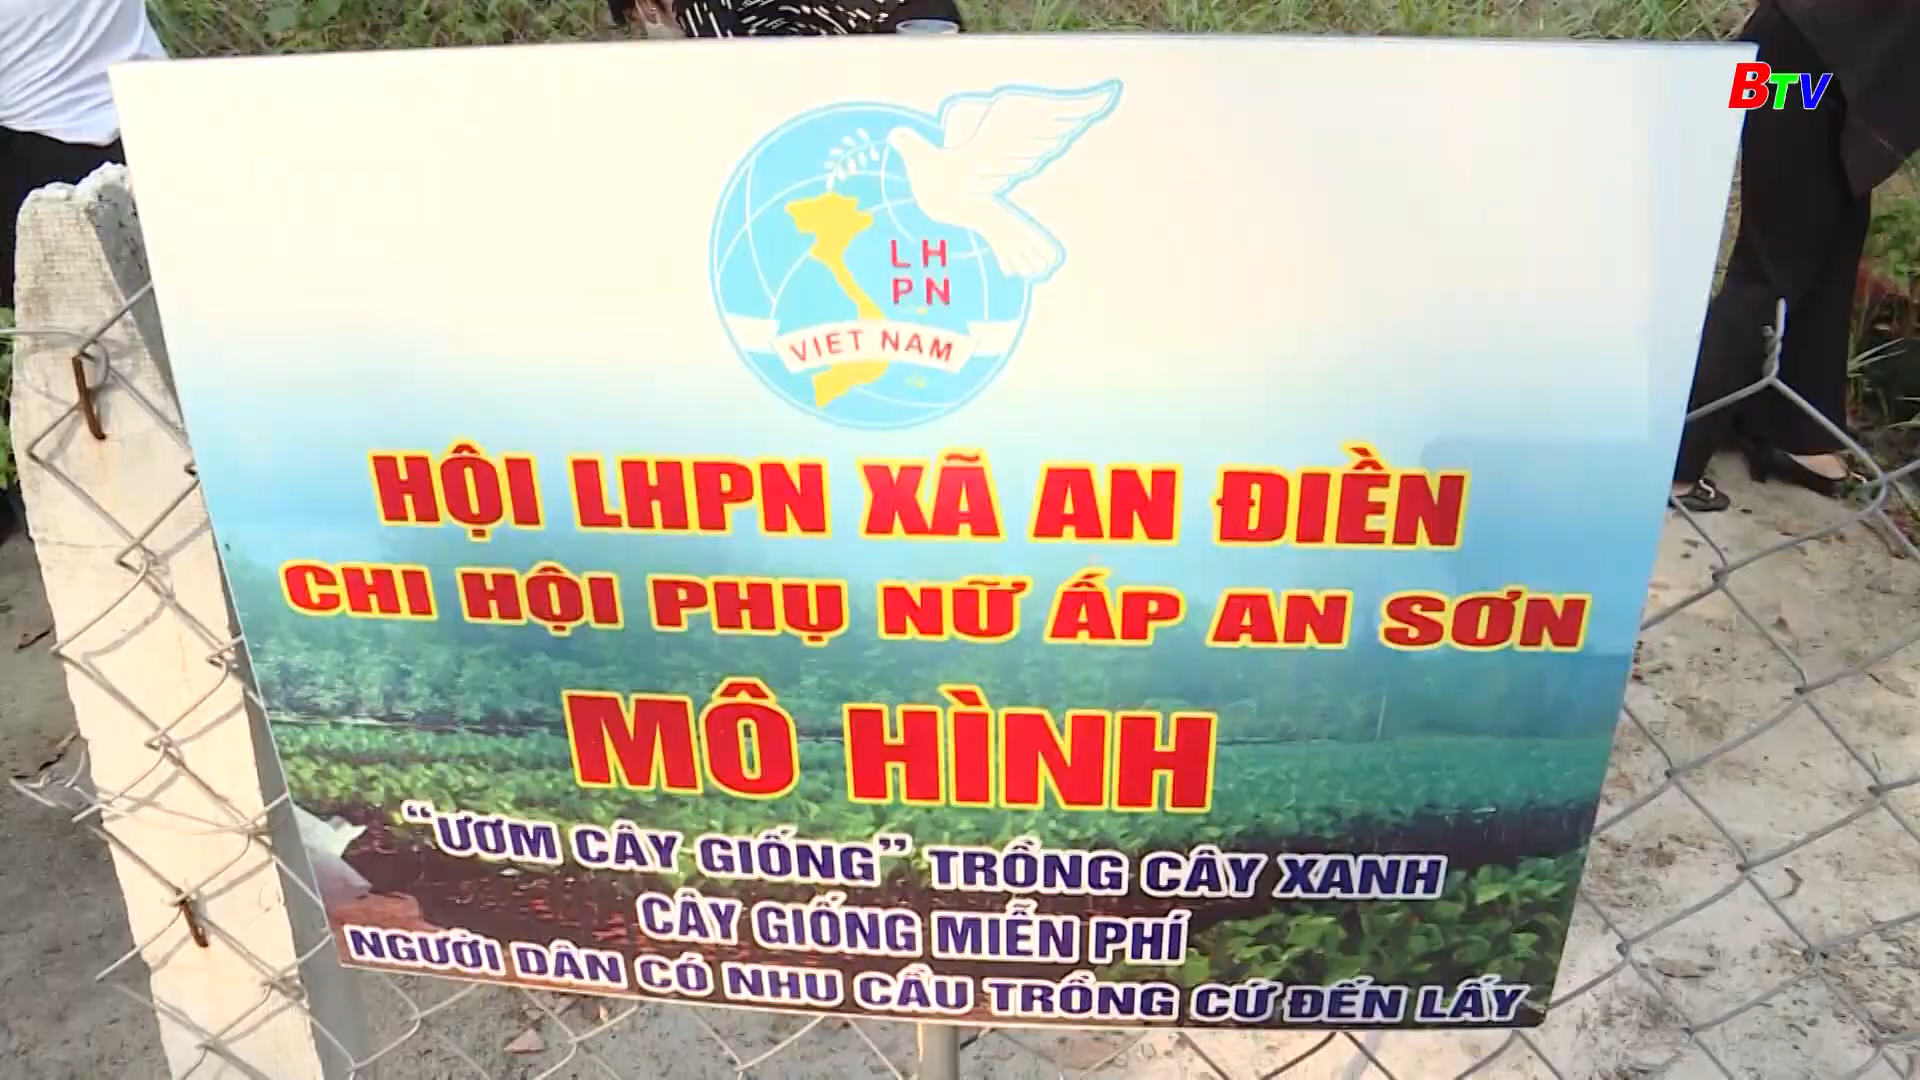 BTV
LH
PN
VIET NAM
HỘI LHPN XÃ AN ĐIỀN
CHI HỘI PHỤ NỮ ẤP AN SƠN
MÔ HÌNH
“ƯƠM CÂY GIỐNG” TRỒNG CÂY XANH
CÂY GIỐNG MIỄN PHÍ
NGƯỜI DÂN CÓ NHU CẦU TRỒNG CỨ ĐẾN LẤY